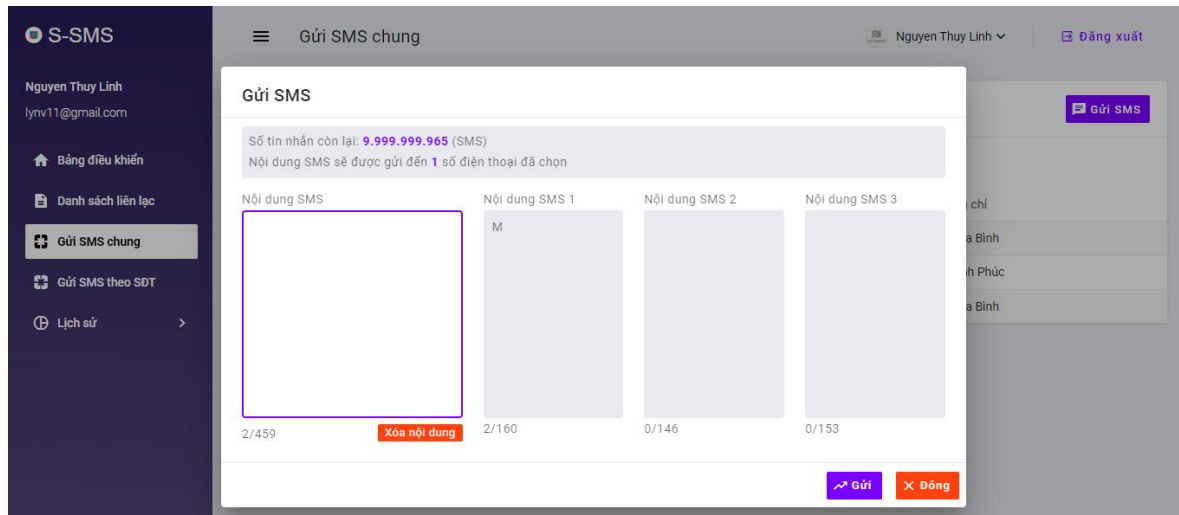 S-SMS
Gửi SMS chung
Nguyen Thuy Linh
Đăng xuất
Nguyen Thuy Linh
lynv11@gmail.com
Bảng điều khiển
Danh sách liên lạc
Gửi SMS chung
Gửi SMS theo SĐT
Lịch sử
Gửi SMS
Gửi SMS
Số tin nhắn còn lại: 9.999.999.965 (SMS)
Nội dung SMS sẽ được gửi đến 1 số điện thoại đã chọn
Nội dung SMS
Nội dung SMS 1
Nội dung SMS 2
Nội dung SMS 3
M
2/459
Xóa nội dung
2/160
0/146
0/153
chí
a Bình
h Phúc
a Bình
Gửi
Đóng